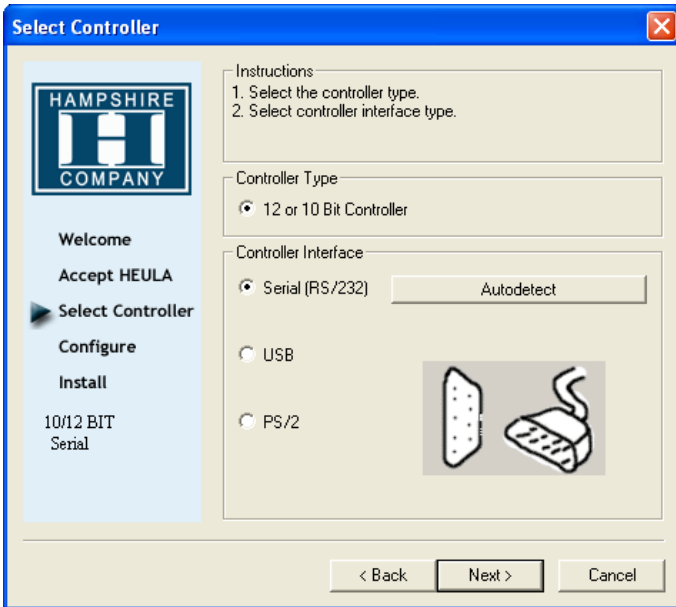 Select Controller
HAMPSHIRE
H
COMPANY
Welcome
Accept HEULA
Select Controller
Configure
Install
10/12 BIT
Serial
Instructions
1. Select the controller type.
2. Select controller interface type.
Controller Type
12 or 10 Bit Controller
Controller Interface
Serial (RS/232)
Autodetect
USB
PS/2
< Back
Next >
Cancel